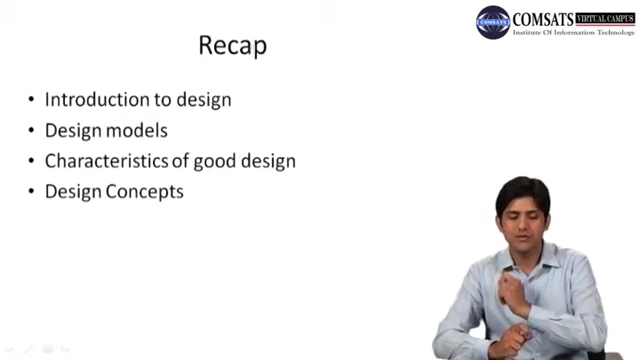 COMSATS VIRTUAL CAMPUS
Institute Of Information Technology
Recap
• Introduction to design
• Design models
• Characteristics of good design
• Design Concepts